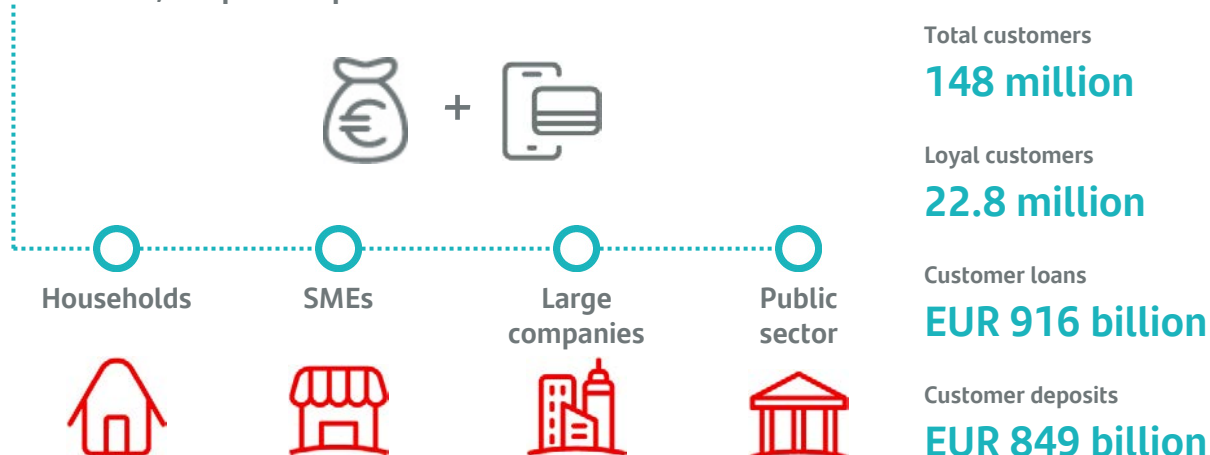 Total customers
148 million
Loyal customers
22.8 million
Households
SMEs
Large
companies
Public
sector
Customer loans
EUR 916 billion
Customer deposits
EUR 849 billion